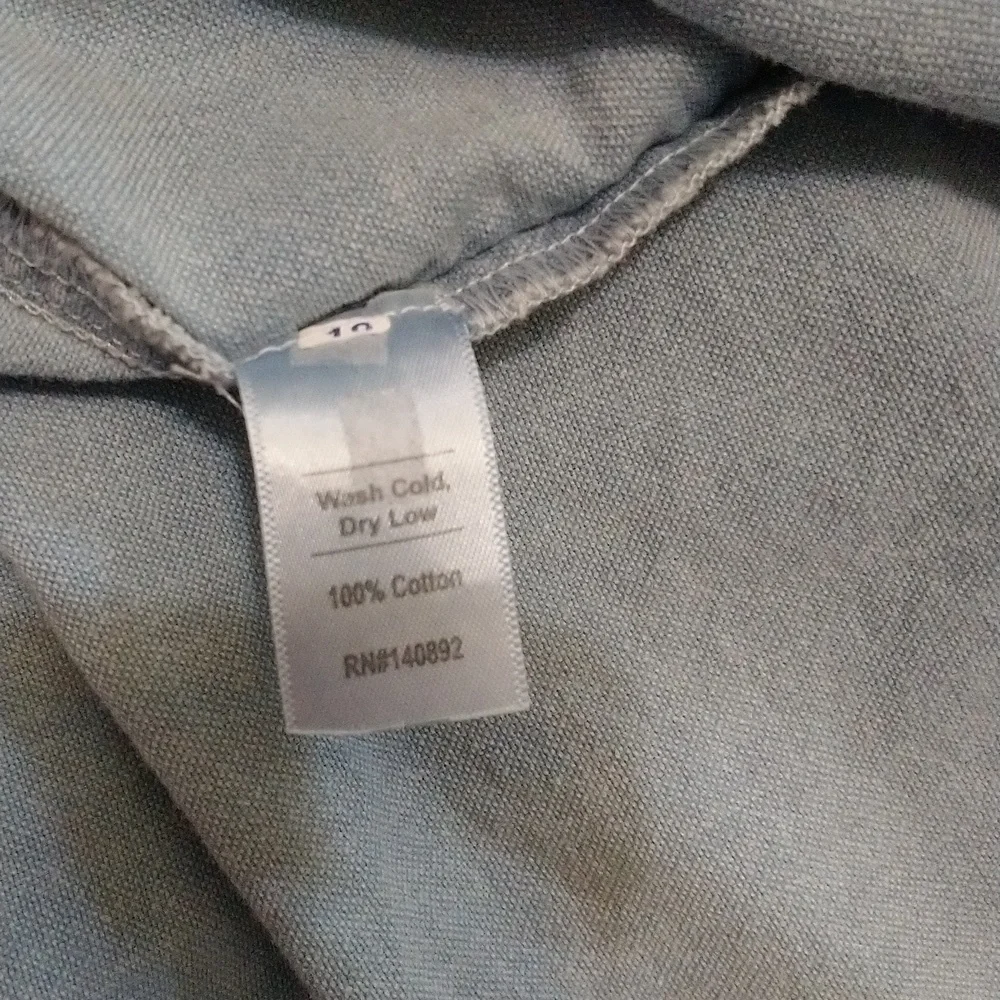 Wash Cold,
Dry Low
100% Cotton
RN#140892